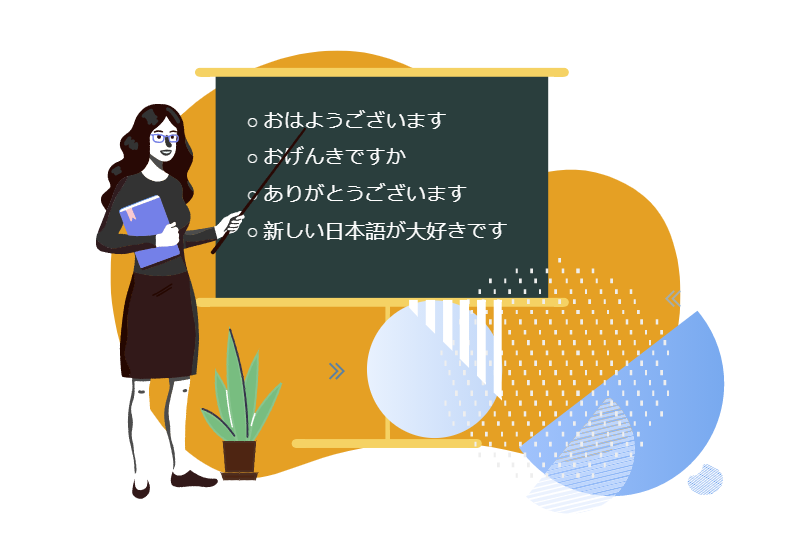 おはようございます
おげんきですか
ありがとうございます
新しい日本語が大好きです